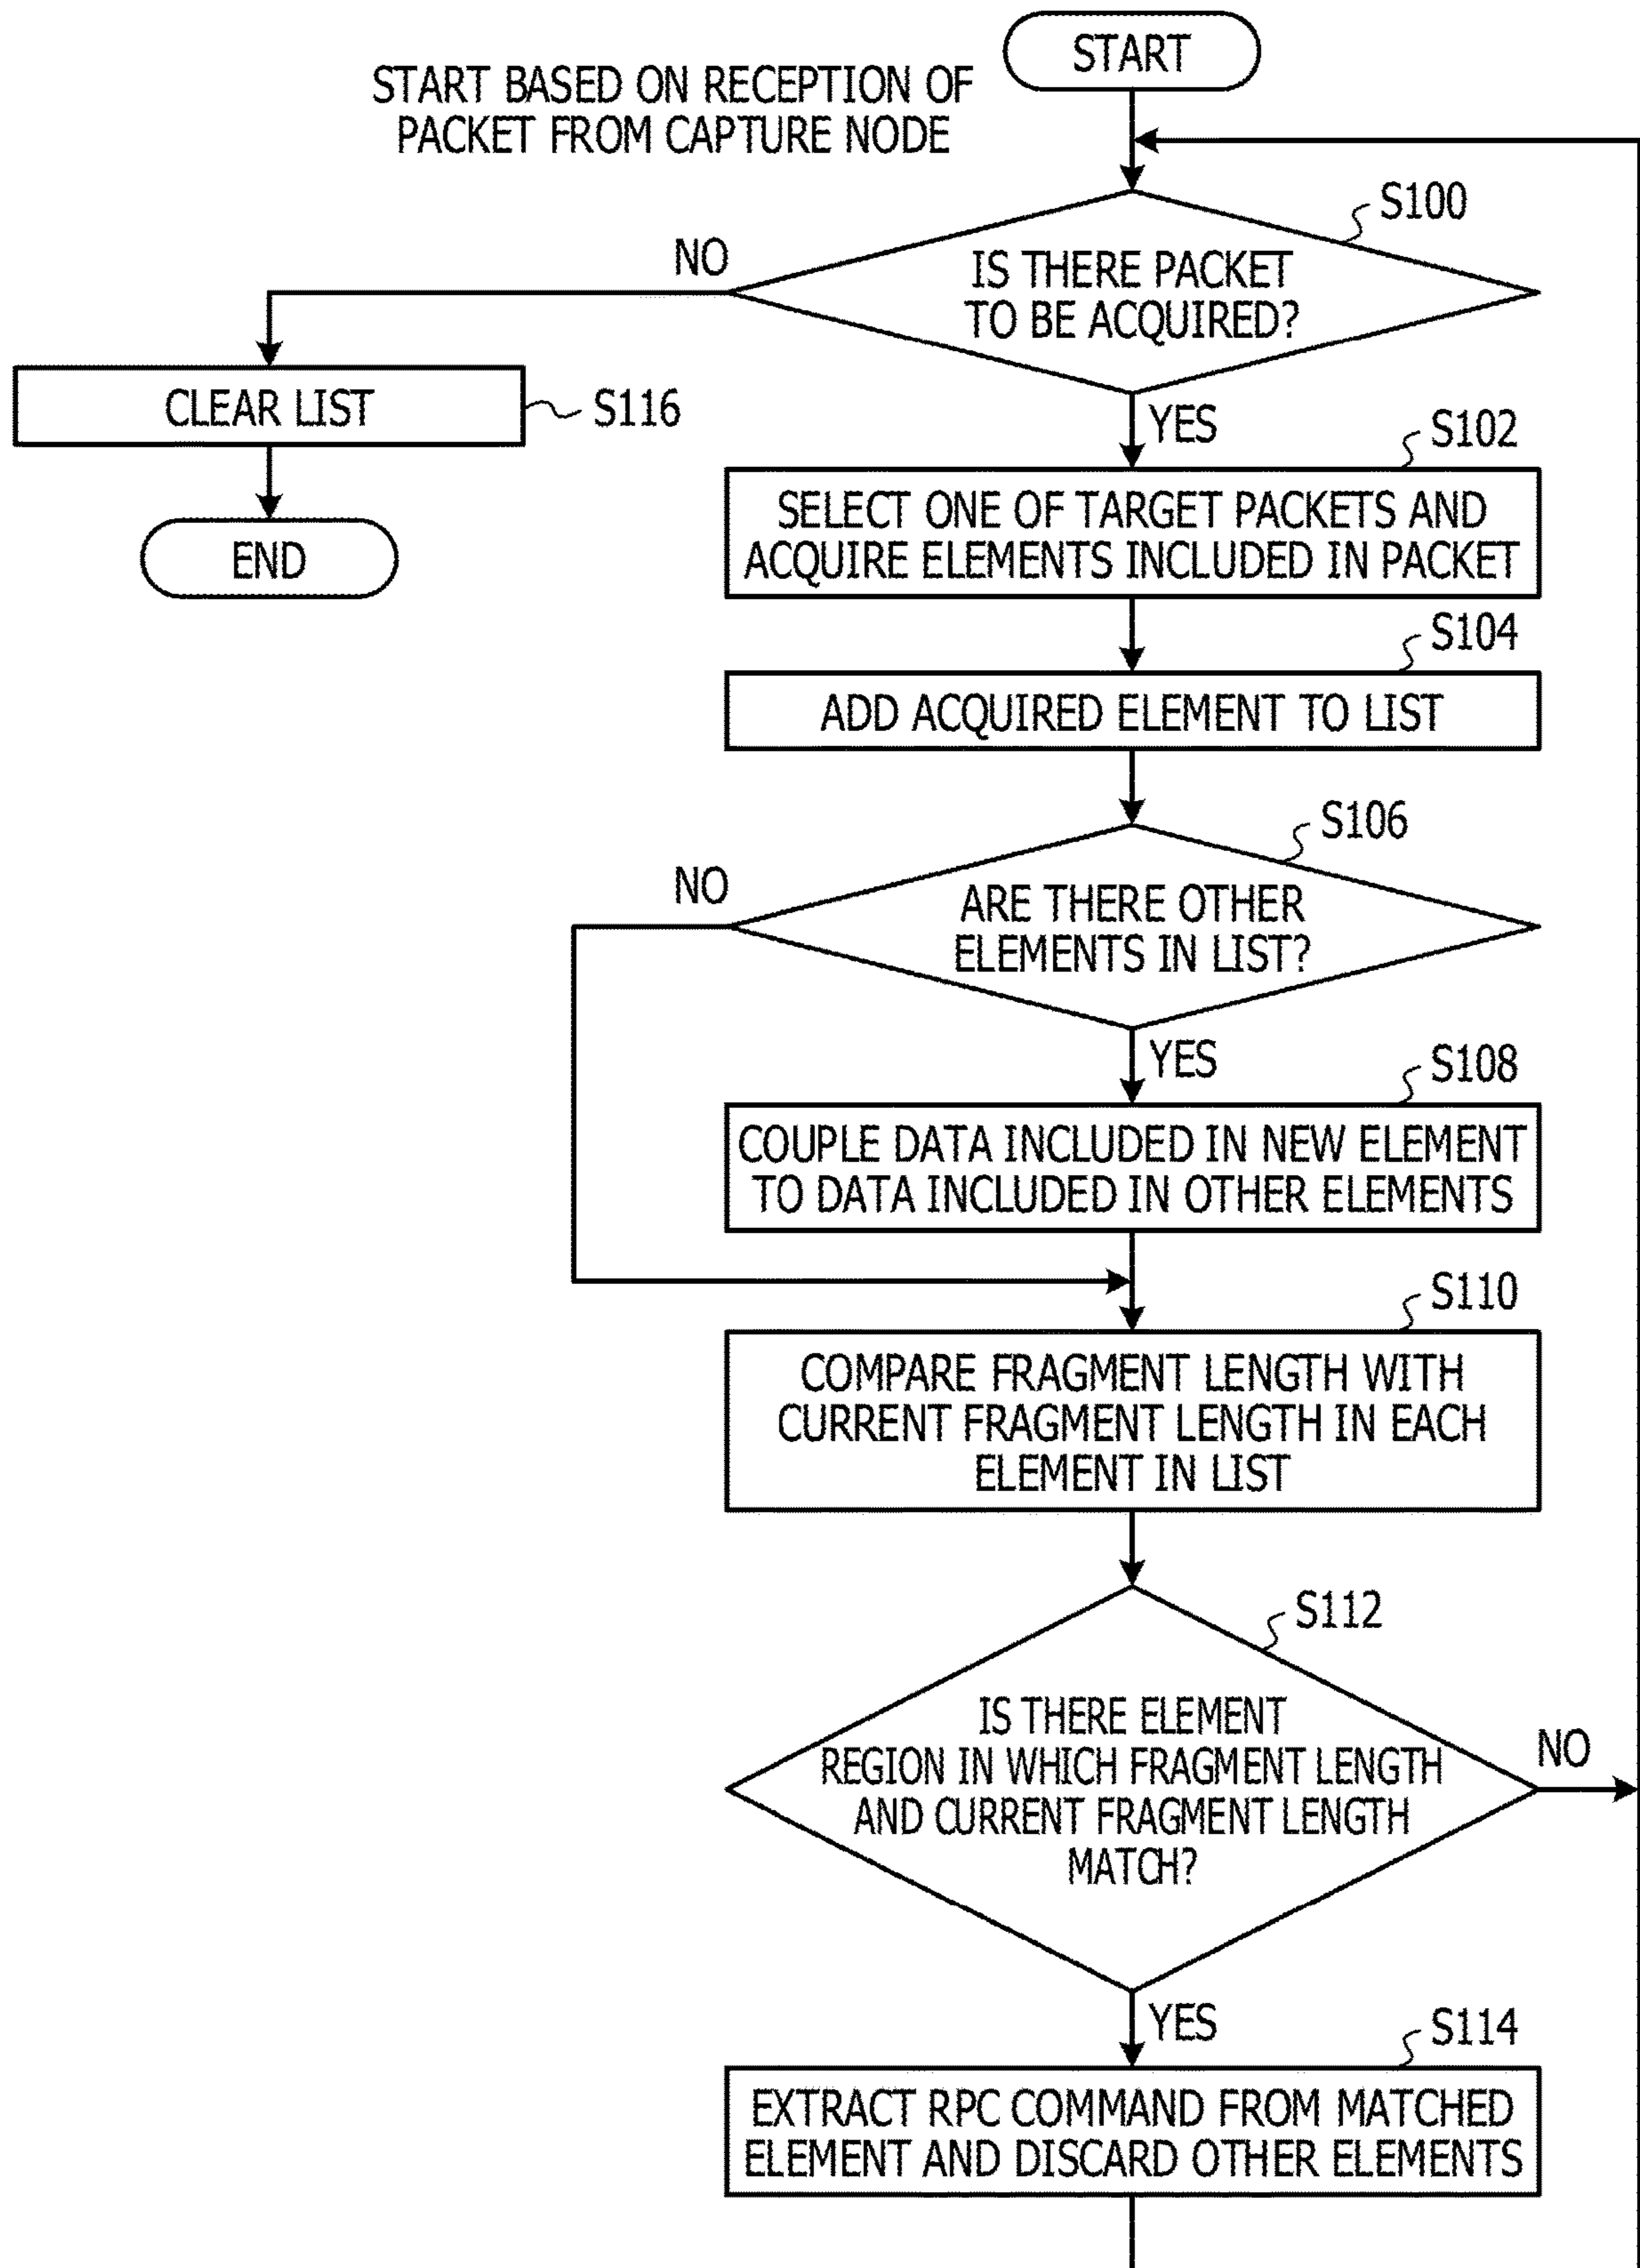 START
START BASED ON RECEPTION OF
PACKET FROM CAPTURE NODE
S100
NO
IS THERE PACKET
TO BE ACQUIRED?
CLEAR LIST
S116
YES
S102
SELECT ONE OF TARGET PACKETS AND
ACQUIRE ELEMENTS INCLUDED IN PACKET
END
S104
ADD ACQUIRED ELEMENT TO LIST
S106
NO
ARE THERE OTHER
ELEMENTS IN LIST?
YES
S108
COUPLE DATA INCLUDED IN NEW ELEMENT
TO DATA INCLUDED IN OTHER ELEMENTS
S110
COMPARE FRAGMENT LENGTH WITH
CURRENT FRAGMENT LENGTH IN EACH
ELEMENT IN LIST
S112
IS THERE ELEMENT
REGION IN WHICH FRAGMENT LENGTH
AND CURRENT FRAGMENT LENGTH
MATCH?
NO
YES
S114
EXTRACT RPC COMMAND FROM MATCHED
ELEMENT AND DISCARD OTHER ELEMENTS